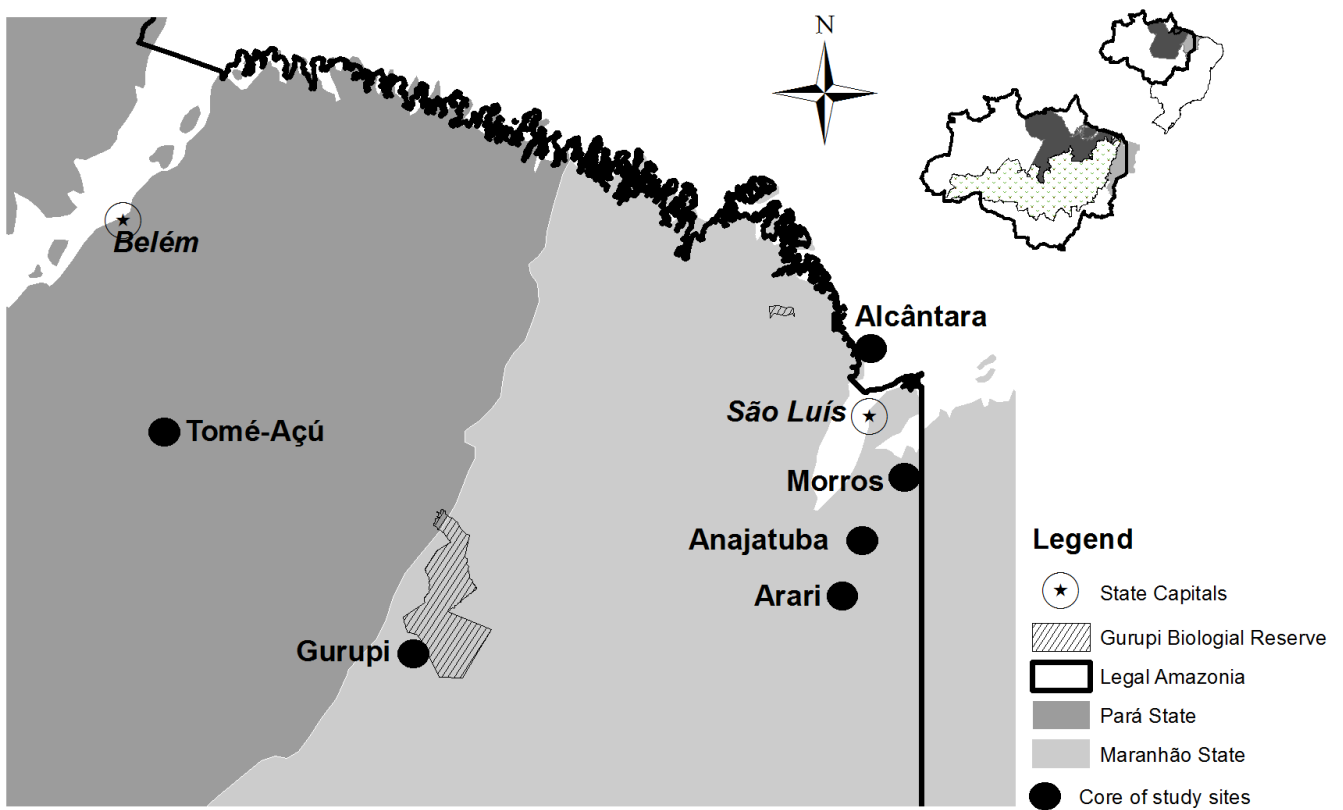 N
Belém
Alcântara
São Luís
Tomé-Açú
Morros
Anajatuba
Arari
Gurupi
Legend
State Capitals
Gurupi Biologial Reserve
Legal Amazonia
Pará State
Maranhão State
Core of study sites